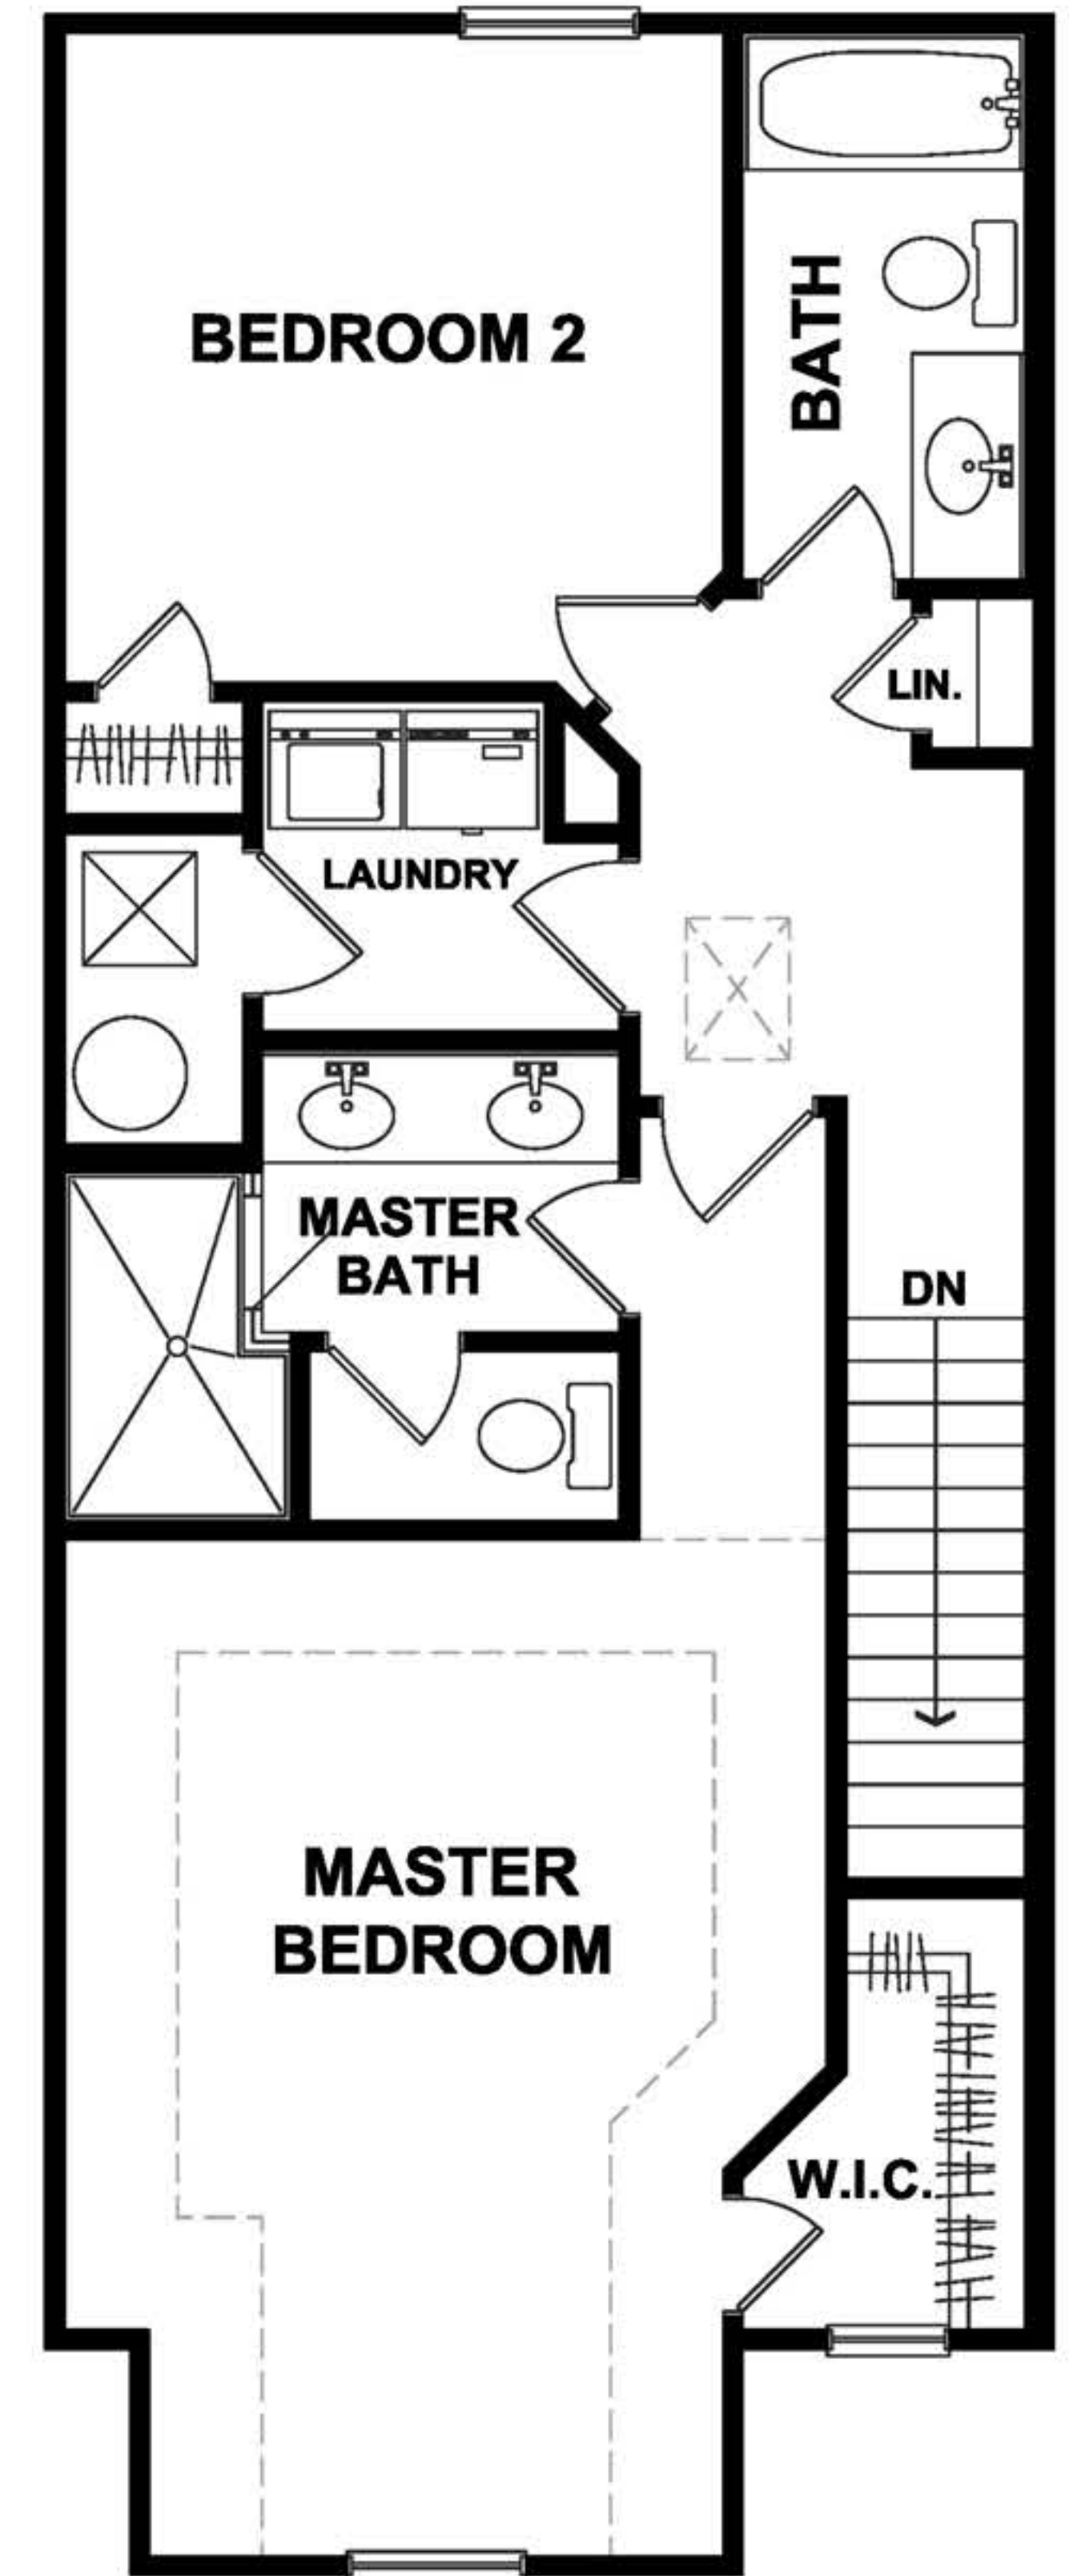 BEDROOM 2
BATH
LIN.
LAUNDRY
MASTER
BATH
DN
MASTER
BEDROOM
W.I.C.